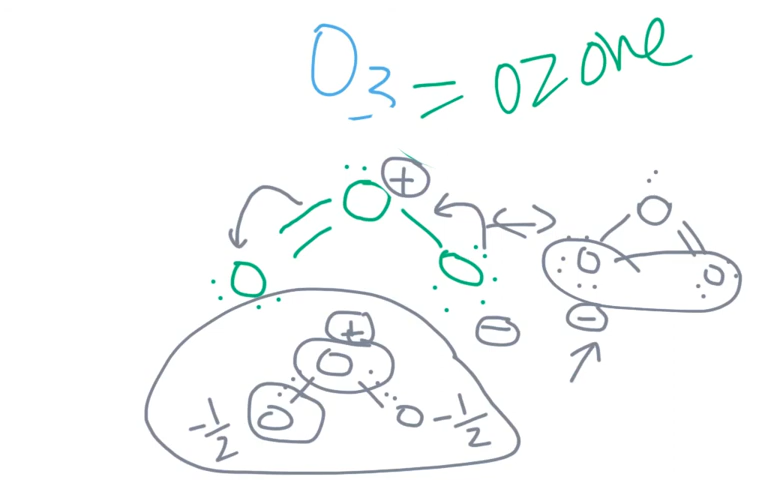 O3 = ozone
O + O O
O O O -
+
O
-1/2 O O -1/2
-